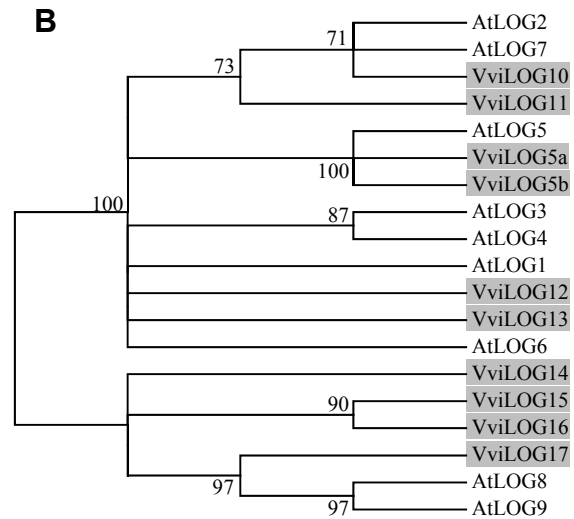 B
AtLOG2
71
AtLOG7
73
VviLOG10
VviLOG11
AtLOG5
VviLOG5a
100
VviLOG5b
100
AtLOG3
87
AtLOG4
AtLOG1
VviLOG12
VviLOG13
AtLOG6
VviLOG14
VviLOG15
90
VviLOG16
VviLOG17
97
AtLOG8
97
AtLOG9